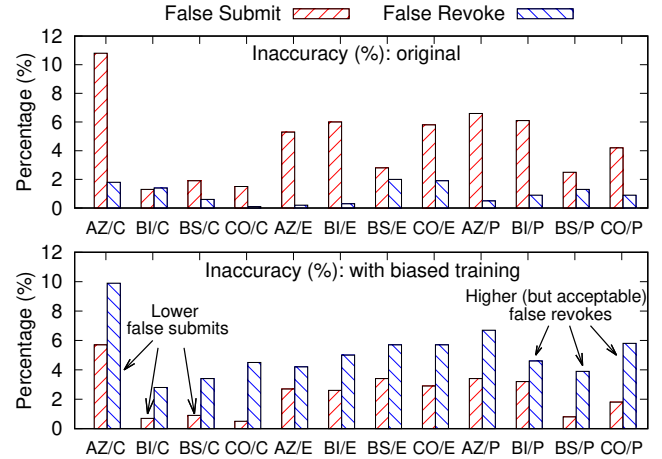 False Submit False Revoke
Inaccuracy (%): original
Percentage (%)
12
10
8
6
4
2
0
AZ/C BI/C BS/C CO/C AZ/E BI/E BS/E CO/E AZ/P BI/P BS/P CO/P
Inaccuracy (%): with biased training
Percentage (%)
12
10
8
6
4
2
0
Lower
false submits
Higher (but acceptable)
false revokes
AZ/C BI/C BS/C CO/C AZ/E BI/E BS/E CO/E AZ/P BI/P BS/P CO/P